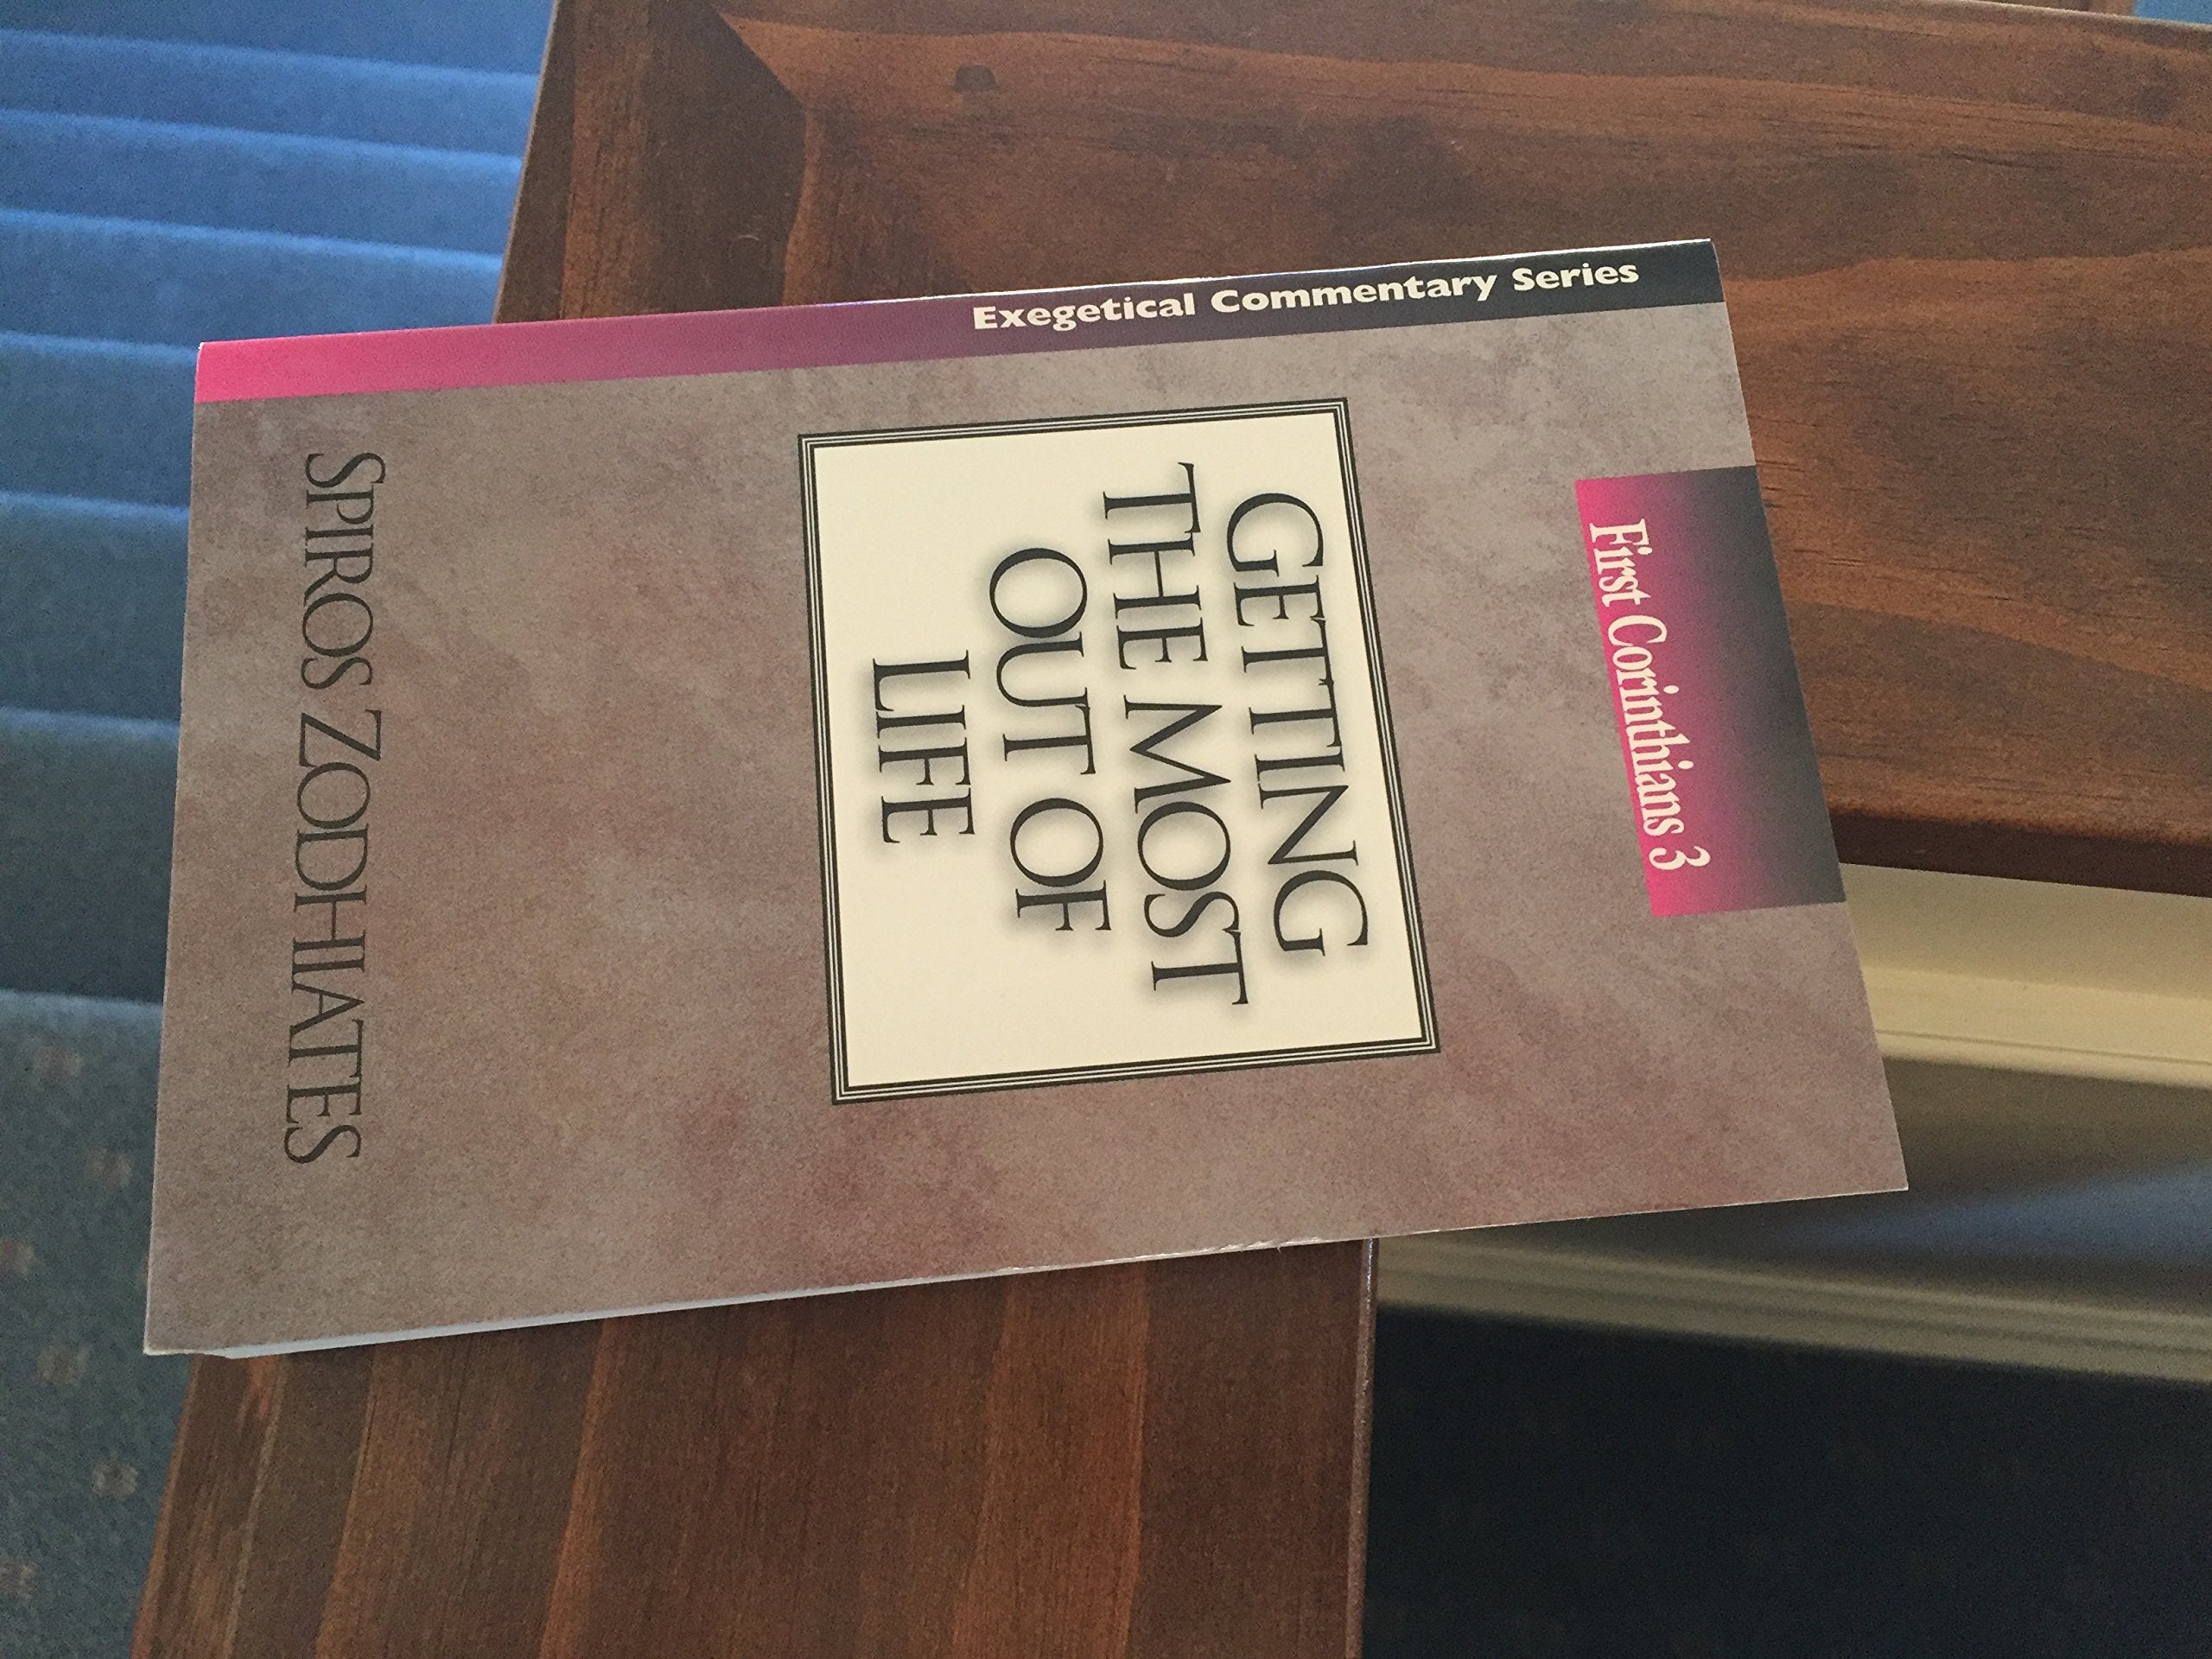 Exegetical Commentary Series
First Corinthians 3
GETTING
THE MOST
OUT OF
LIFE
SPIROS ZODHIATES